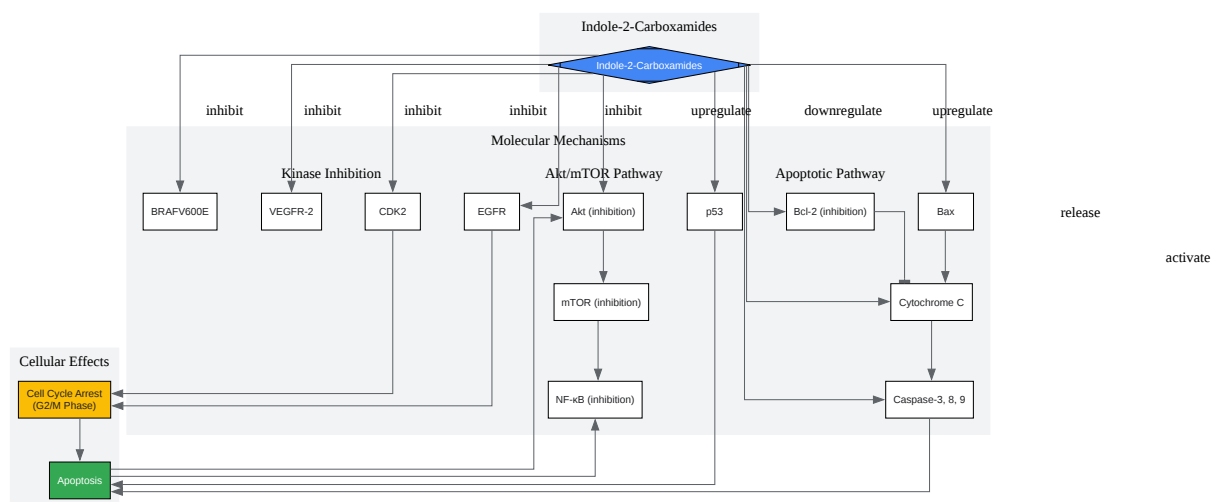 Indole-2-Carboxamides
Indole-2-Carboxamides
inhibit
inhibit
inhibit
inhibit
inhibit
upregulate
downregulate
upregulate
Molecular Mechanisms
Kinase Inhibition
Akt/mTOR Pathway
Apoptotic Pathway
BRAFV600E
VEGFR-2
CDK2
EGFR
Akt (inhibition)
p53
Bcl-2 (inhibition)
Bax
release
activate
mTOR (inhibition)
Cytochrome C
Cellular Effects
Cell Cycle Arrest
(G2/M Phase)
NF-κB (inhibition)
Caspase-3, 8, 9
Apoptosis